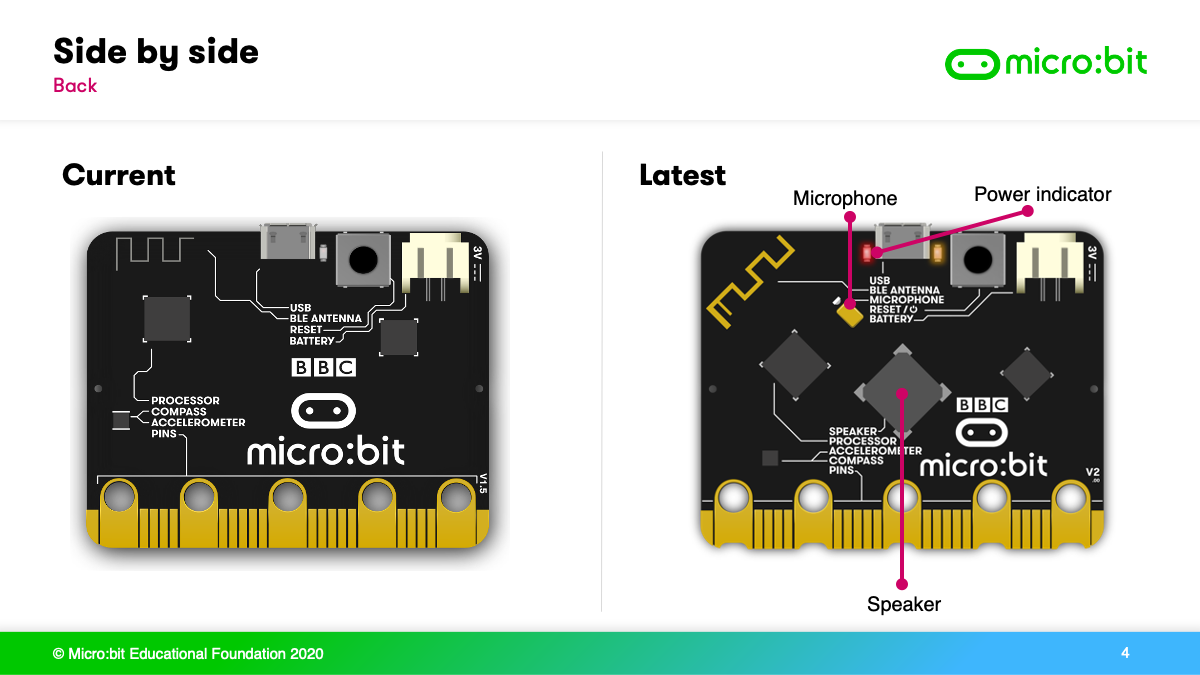 Side by side
Back
micro:bit
Current
USB
BLE ANTENNA
RESET
BATTERY
3V
BBC
PROCESSOR
COMPASS
ACCELEROMETER
PINS
micro:bit
V1.5
Latest
Microphone
Power indicator
USB
BLE ANTENNA
MICROPHONE
RESET / ⏻
BATTERY
3V
BBC
SPEAKER
PROCESSOR
ACCELEROMETER
COMPASS
PINS
micro:bit
V2
.00
Speaker
© Micro:bit Educational Foundation 2020
4